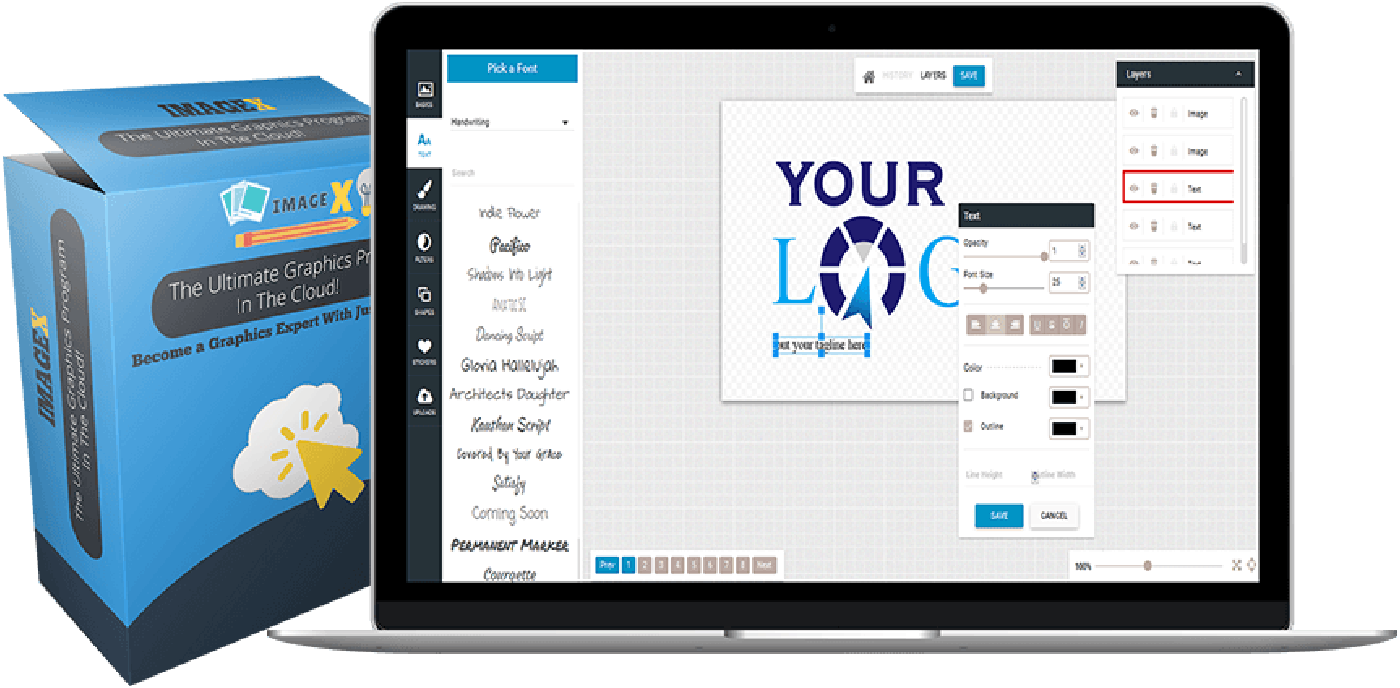 IMAGEX
The Ultimate Graphics Program
In The Cloud!
IMAGEX
The Ultimate Graphics
In The Cloud!
Become a Graphics Expert With
IMAGEX
The Ultimate Graphics Program
In The Cloud!
BASICS
TEXT
DRAWING
FILTERS
SHAPES
STICKERS
UPLOADS
Pick a Font
Handwriting
Search
Indie Flower
Pacifico
Shadows Into Light
AMATIC SC
Dancing Script
Gloria Hallelujah
Architects Daughter
Kaushan Script
Covered By Your Grace
Satisfy
Coming Soon
PERMANENT MARKER
Courgette
HISTORY LAYERS SAVE
YOUR
LOG
put your tagline here
Text
Opacity
1
Font Size
25
Color
Background
Outline
Line Height
Width
SAVE CANCEL
Layers
Image
Image
Text
Text
Text
Prev 1 2 3 4 5 6 7 8 Next
100%